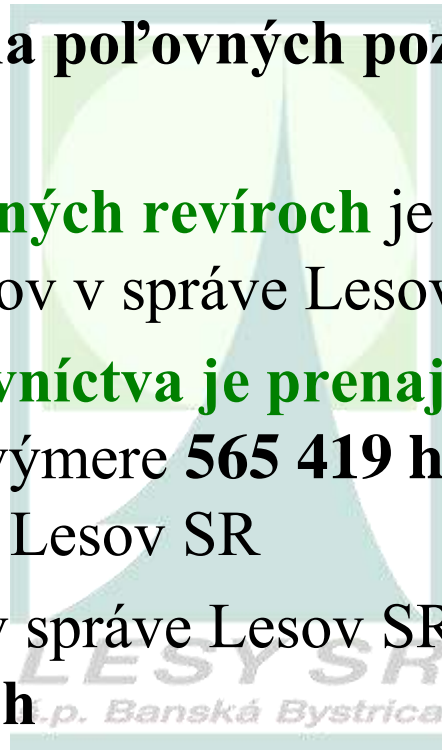 a poľovných poz
ných revíroch je
ov v správe Lesov
vníctva je prenaj
výmere 565 419 h
Lesov SR
v správe Lesov SR
h
LESY SR
š.p. Banská Bystrica